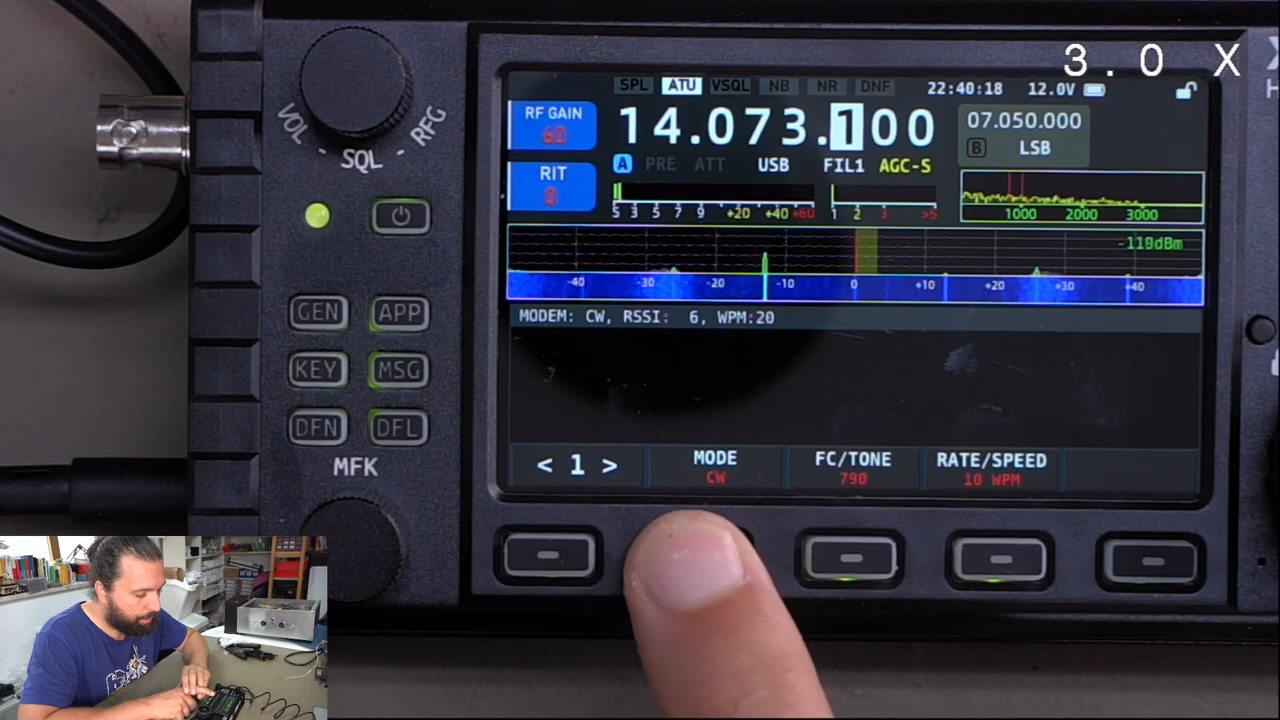 3.0 X
SPL ATU VSQL NB NR DNF 22:40:18 12.0V
RF GAIN
60
14.073.100
07.050.000
B LSB
A PRE ATT USB FIL1 AGC-S
RIT
0
S 3 5 7 9 +20 +40 +60
1 2 3 >5
1000 2000 3000
-119dBm
-40 -30 -20 -10 0 +10 +20 +30 +40
MODEM: CW, RSSI: 6, WPM:20
< 1 >
MODE
CW
FC/TONE
790
RATE/SPEED
10 WPM
VOL - SQL - RFG
GEN APP
KEY MSG
DFN DFL
MFK